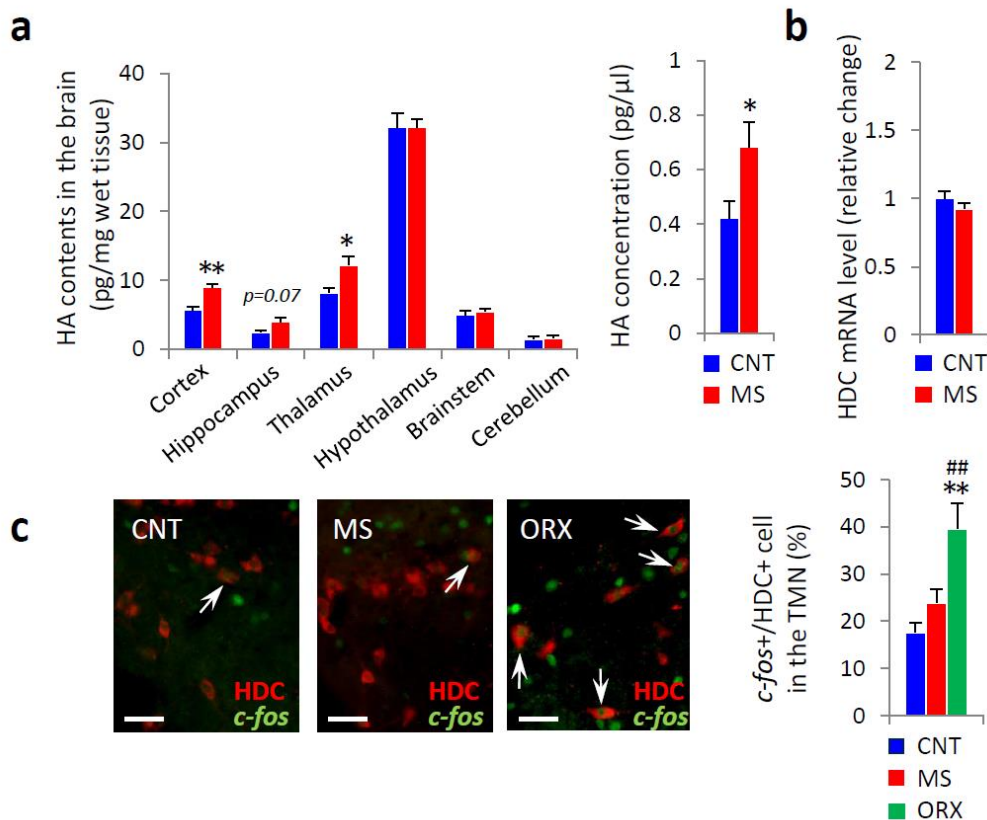 a
HA contents in the brain
(pg/mg wet tissue)
40
30
20
10
0
**
p=0.07
*
Cortex
Hippocampus
Thalamus
Hypothalamus
Brainstem
Cerebellum
HA concentration (pg/µl)
1
0.8
0.6
0.4
0.2
0
*
CNT
MS
b
HDC mRNA level (relative change)
2
1.5
1
0.5
0
CNT
MS
c
CNT
HDC
c-fos
MS
HDC
c-fos
ORX
HDC
c-fos
c-fos+/HDC+ cell
in the TMN (%)
50
40
30
20
10
0
##
**
CNT
MS
ORX